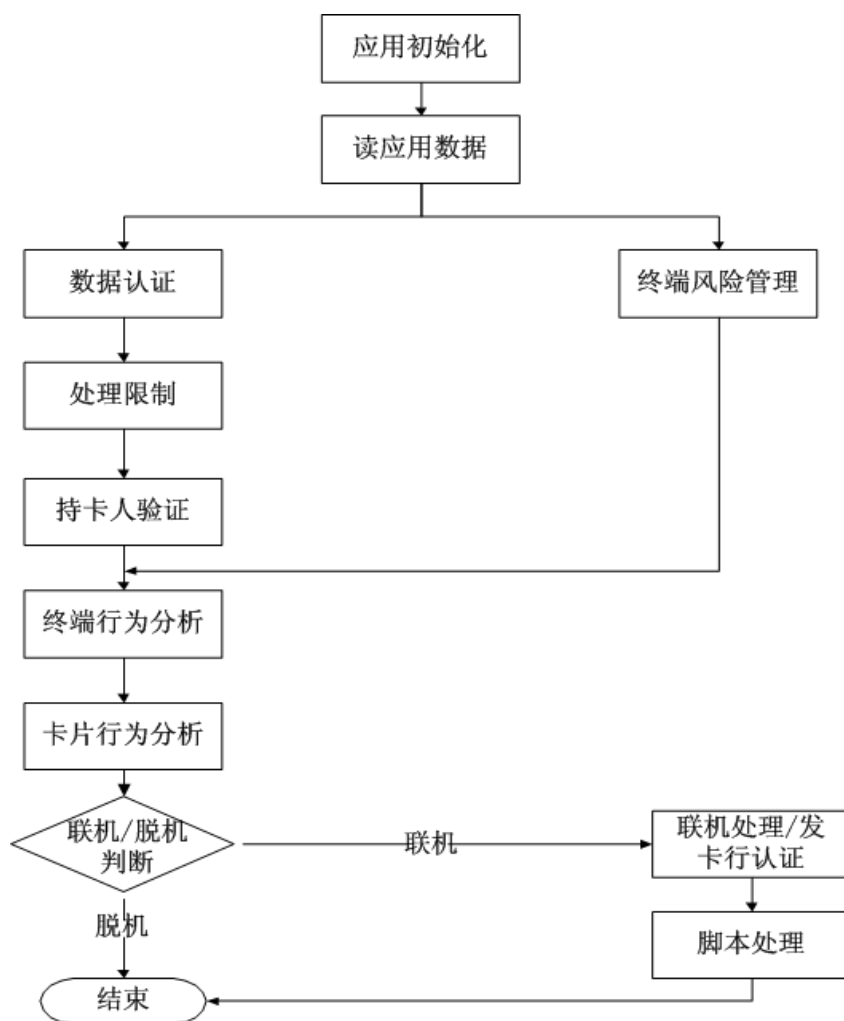 应用初始化
读应用数据
数据认证
终端风险管理
处理限制
持卡人验证
终端行为分析
卡片行为分析
联机/脱机
判断
联机
联机处理/发
卡行认证
脱机
脚本处理
结束